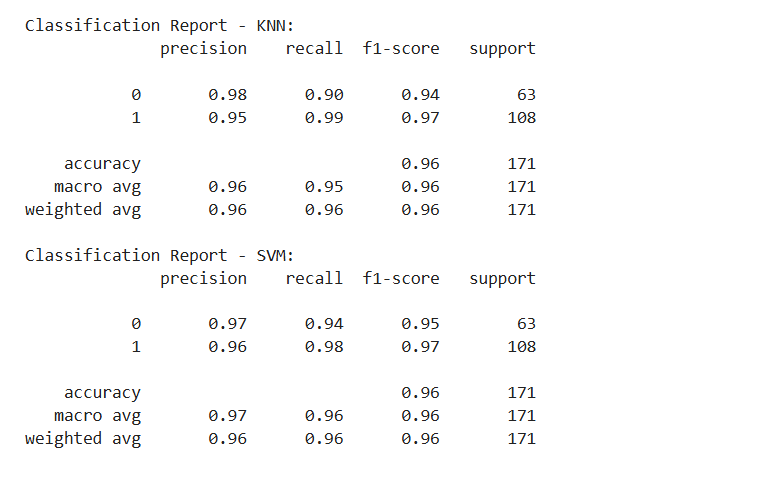 Classification Report - KNN:
              precision    recall  f1-score   support

           0       0.98      0.90      0.94        63
           1       0.95      0.99      0.97       108

    accuracy                           0.96       171
   macro avg       0.96      0.95      0.96       171
weighted avg       0.96      0.96      0.96       171

Classification Report - SVM:
              precision    recall  f1-score   support

           0       0.97      0.94      0.95        63
           1       0.96      0.98      0.97       108

    accuracy                           0.96       171
   macro avg       0.97      0.96      0.96       171
weighted avg       0.96      0.96      0.96       171